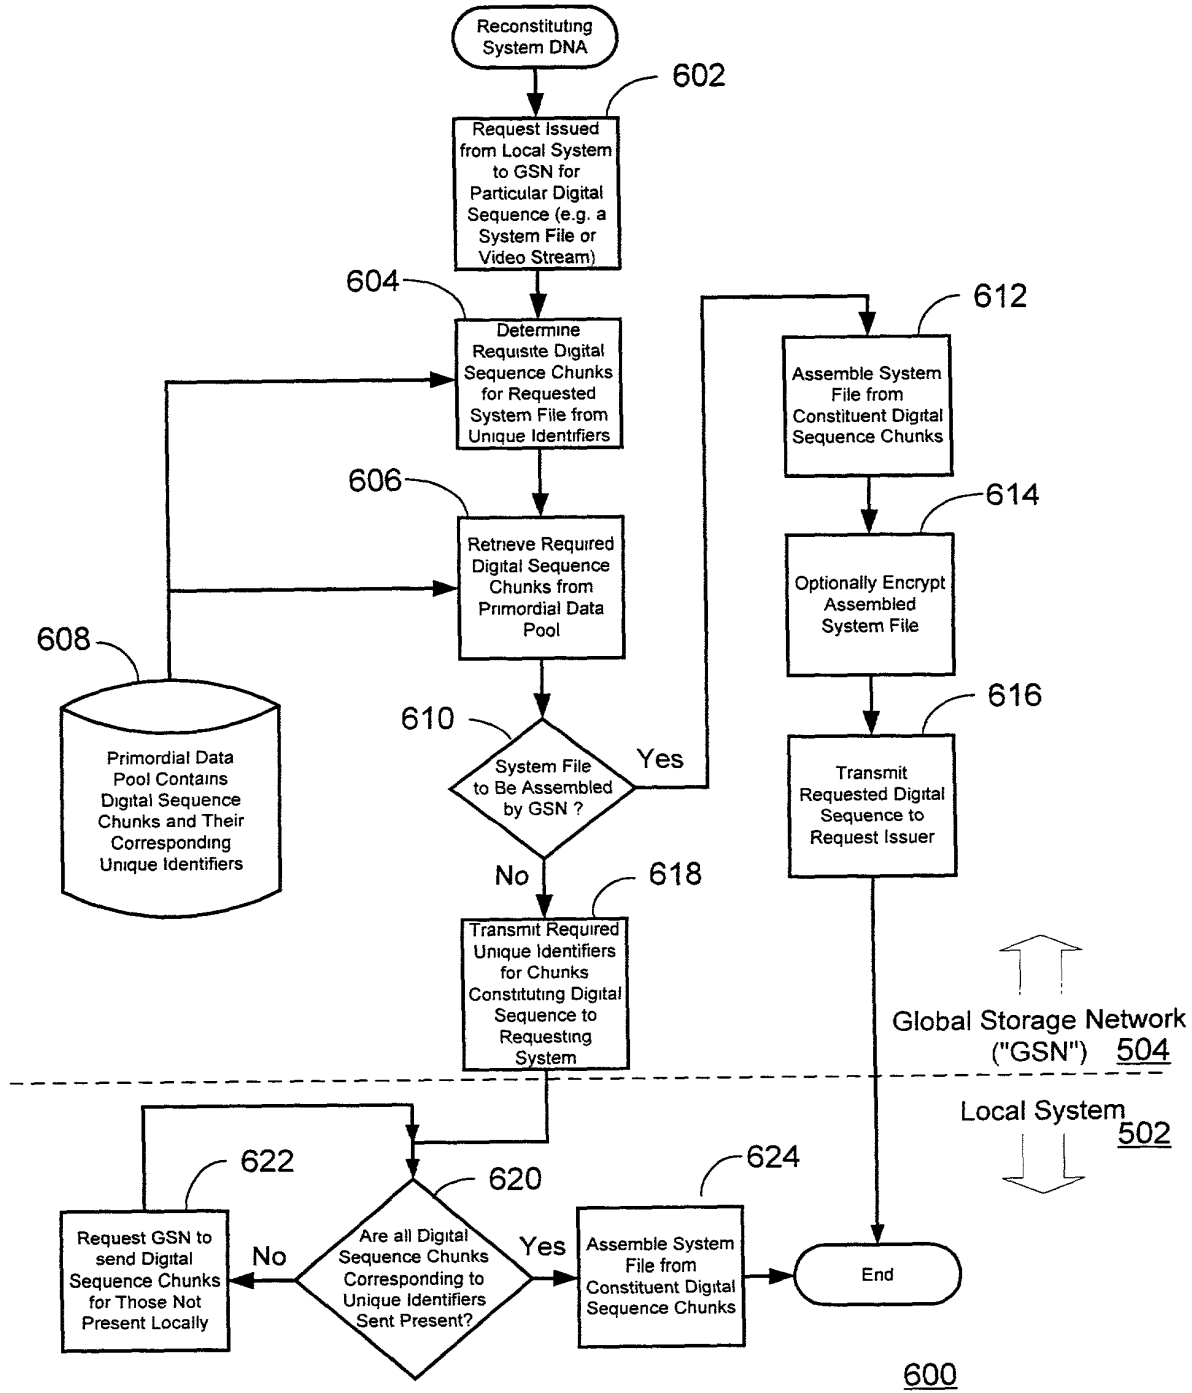 Reconstituting
System DNA
602
Request Issued
from Local System
to GSN for
Particular Digital
Sequence (e.g. a
System File or
Video Stream)
604
Determine
Requisite Digital
Sequence Chunks
for Requested
System File from
Unique Identifiers
606
Retrieve Required
Digital Sequence
Chunks from
Primordial Data
Pool
608
Primordial Data
Pool Contains
Digital Sequence
Chunks and Their
Corresponding
Unique Identifiers
610
System File
to Be Assembled
by GSN ?
Yes
No
612
Assemble System
File from
Constituent Digital
Sequence Chunks
614
Optionally Encrypt
Assembled
System File
616
Transmit
Requested Digital
Sequence to
Request Issuer
618
Transmit Required
Unique Identifiers
for Chunks
Constituting Digital
Sequence to
Requesting
System
Global Storage Network
("GSN") 504
Local System
502
622
Request GSN to
send Digital
Sequence Chunks
for Those Not
Present Locally
No
620
Are all Digital
Sequence Chunks
Corresponding to
Unique Identifiers
Sent Present?
Yes
624
Assemble System
File from
Constituent Digital
Sequence Chunks
End
600